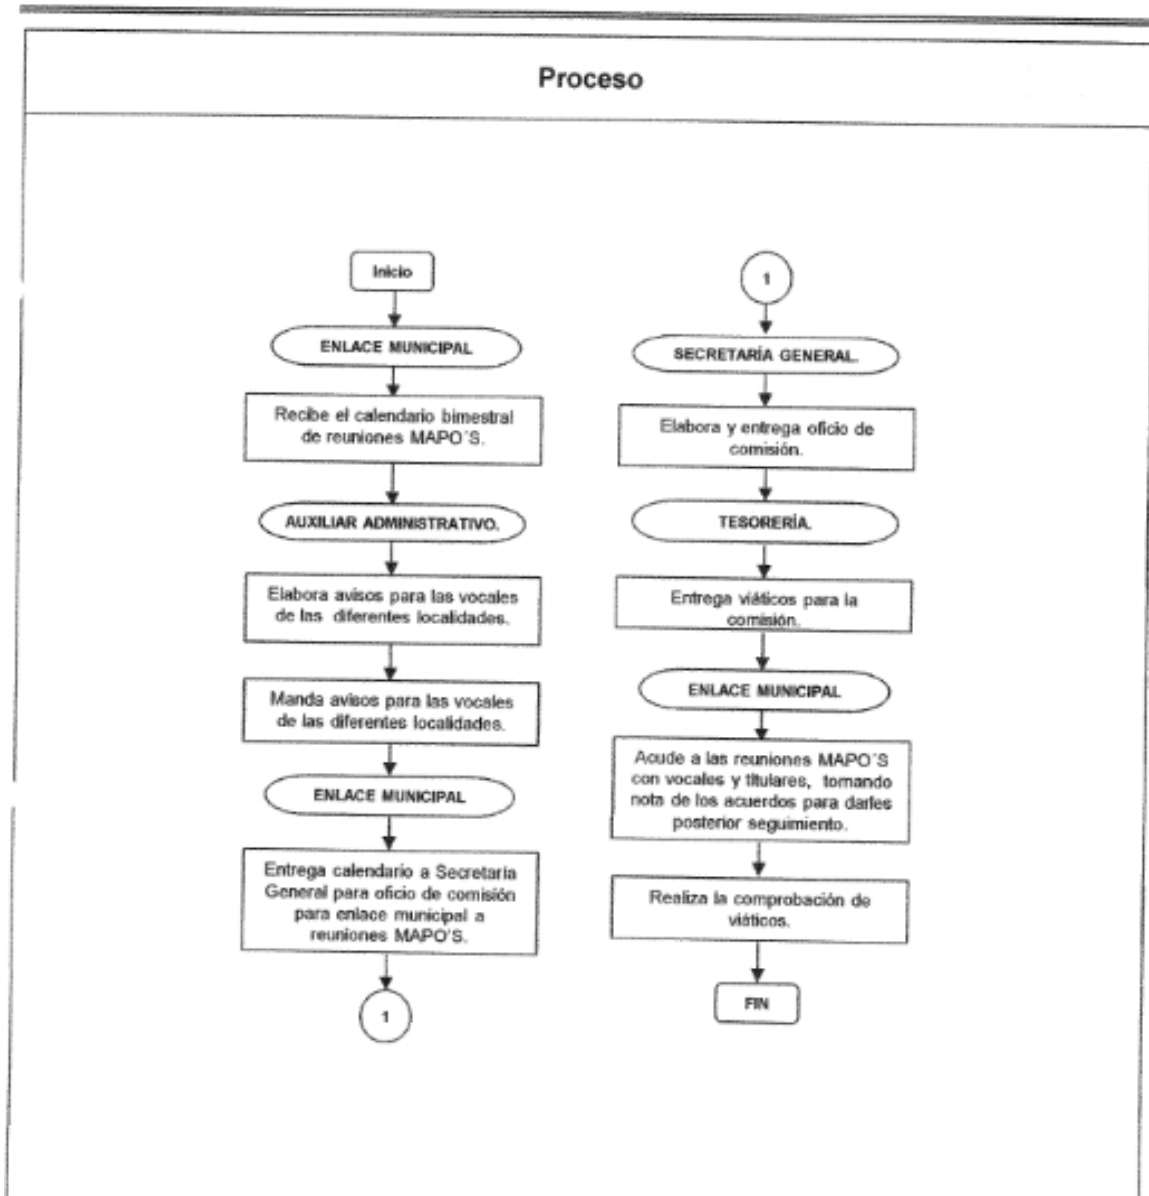 Proceso
Inicio
ENLACE MUNICIPAL
Recibe el calendario bimestral
de reuniones MAPO´S.
AUXILIAR ADMINISTRATIVO.
Elabora avisos para las vocales
de las diferentes localidades.
Manda avisos para las vocales
de las diferentes localidades.
ENLACE MUNICIPAL
Entrega calendario a Secretaría
General para oficio de comisión
para enlace municipal a
reuniones MAPO´S.
1
1
SECRETARÍA GENERAL.
Elabora y entrega oficio de
comisión.
TESORERÍA.
Entrega viáticos para la
comisión.
ENLACE MUNICIPAL
Acude a las reuniones MAPO´S
con vocales y titulares, tomando
nota de los acuerdos para darles
posterior seguimiento.
Realiza la comprobación de
viáticos.
FIN